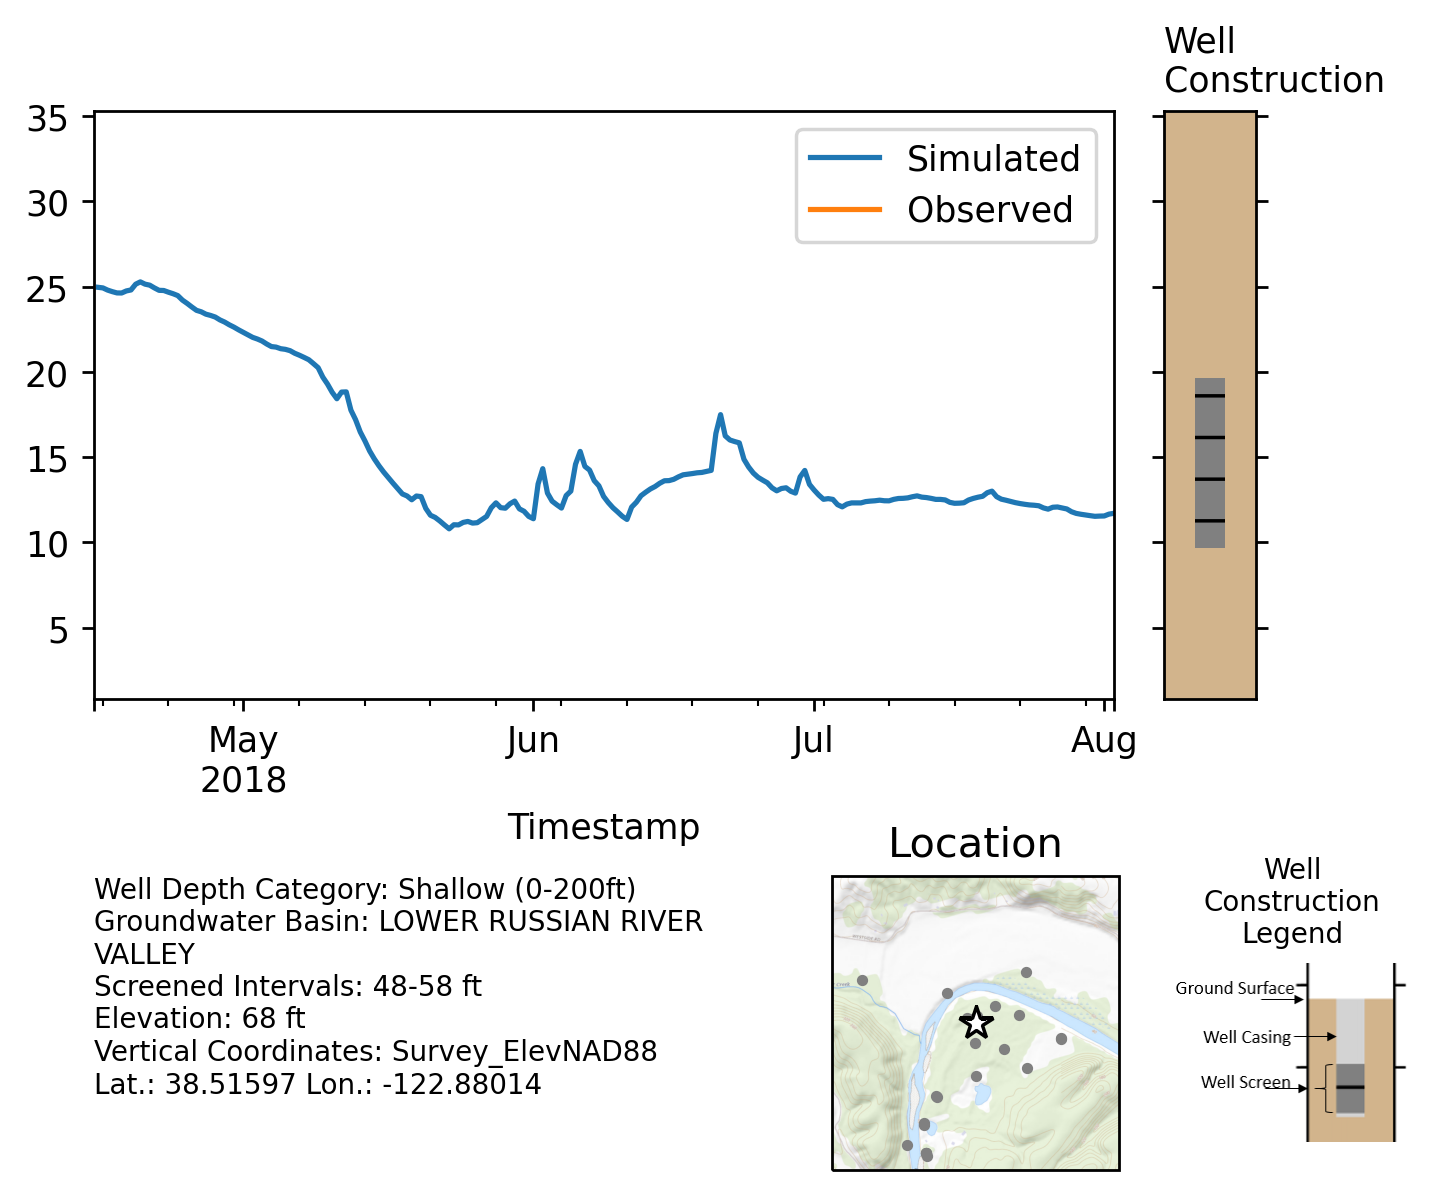 Well
Construction
35
30
25
20
15
10
5
Simulated
Observed
May
2018
Jun
Jul
Aug
Timestamp
Well Depth Category: Shallow (0-200ft)
Groundwater Basin: LOWER RUSSIAN RIVER
VALLEY
Screened Intervals: 48-58 ft
Elevation: 68 ft
Vertical Coordinates: Survey_ElevNAD88
Lat.: 38.51597 Lon.: -122.88014
Location
Well
Construction
Legend
Ground Surface
Well Casing
Well Screen